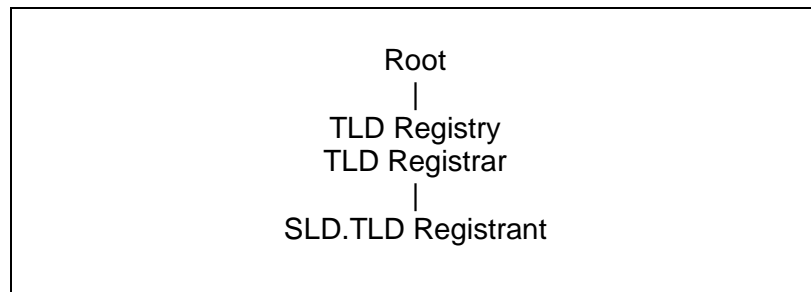 Root
|
TLD Registry
TLD Registrar
|
SLD.TLD Registrant